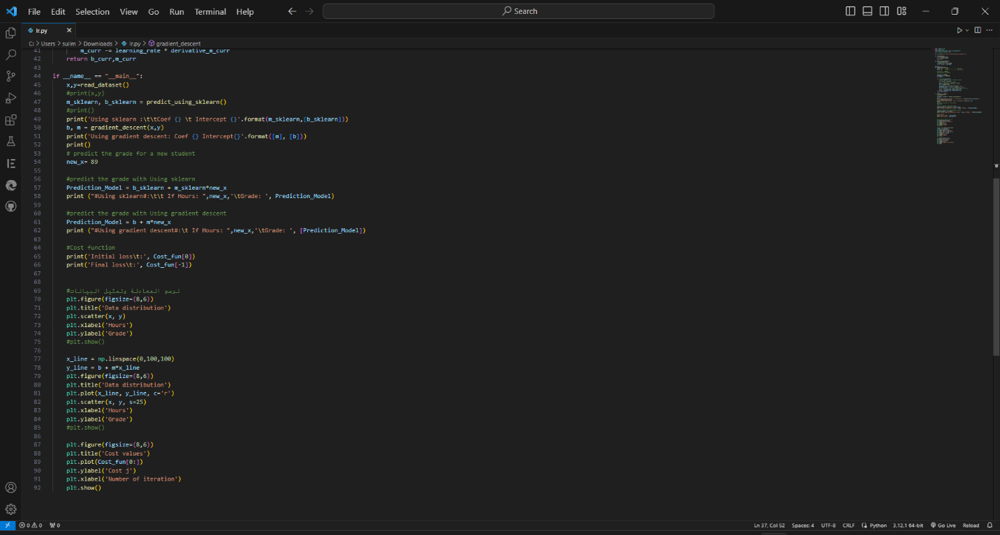 File Edit Selection View Go Run Terminal Help Search
lr.py
C: > Users > sulim > Downloads > lr.py > gradient_descent
41 m_curr -= learning_rate * derivative_m_curr
42 return b_curr,m_curr
43
44 if __name__ == "__main__":
45 x,y=read_dataset()
46 #print(x,y)
47 m_sklearn, b_sklearn = predict_using_sklearn()
48 #print()
49 print('Using sklearn :\t\tCoef {} \t Intercept {}'.format(m_sklearn,[b_sklearn]))
50 b, m = gradient_descent(x,y)
51 print('Using gradient descent: Coef {} Intercept{}'.format([m], [b]))
52 print()
53 # predict the grade for a new student
54 new_x= 89
55
56 #predict the grade with Using sklearn
57 Prediction_Model = b_sklearn + m_sklearn*new_x
58 print ("#Using sklearn#:\t\t If Hours: ",new_x,'\tGrade: ', Prediction_Model)
59
60 #predict the grade with Using gradient descent
61 Prediction_Model = b + m*new_x
62 print ("#Using gradient descent#:\t If Hours: ",new_x,'\tGrade: ', [Prediction_Model])
63
64 #Cost function
65 print('Initial loss\t:', Cost_fun[0])
66 print('Final loss\t:', Cost_fun[-1])
67
68
69 #لرسم المعادلة وتمثيل البيانات
70 plt.figure(figsize=(8,6))
71 plt.title('Data distribution')
72 plt.scatter(x, y)
73 plt.xlabel('Hours')
74 plt.ylabel('Grade')
75 #plt.show()
76
77 x_line = np.linspace(0,100,100)
78 y_line = b + m*x_line
79 plt.figure(figsize=(8,6))
80 plt.title('Data distribution')
81 plt.plot(x_line, y_line, c='r')
82 plt.scatter(x, y, s=25)
83 plt.xlabel('Hours')
84 plt.ylabel('Grade')
85 #plt.show()
86
87 plt.figure(figsize=(8,6))
88 plt.title('Cost values')
89 plt.plot(Cost_fun[0:])
90 plt.ylabel('Cost j')
91 plt.xlabel('Number of iteration')
92 plt.show()
0 0 0 Ln 37, Col 52 Spaces: 4 UTF-8 CRLF Python 3.12.1 64-bit Go Live Reload